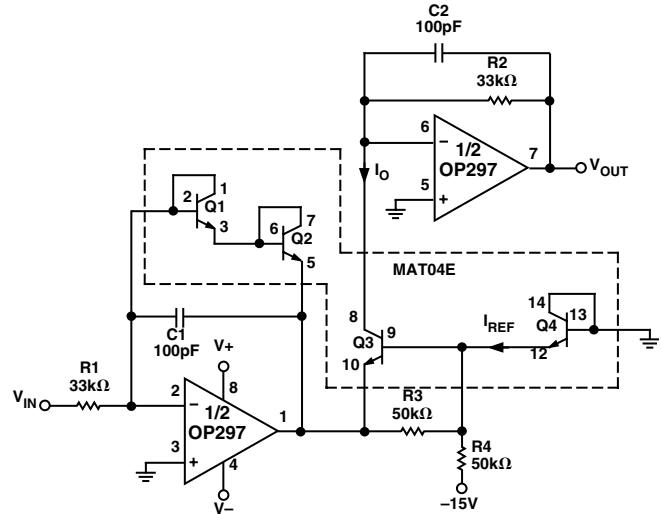 C2
100pF
R2
33kΩ
6
−
1/2
OP297
7
V_OUT
5
+
I_O
2
1
Q1
3
6
7
Q2
5
MAT04E
8
9
Q3
10
I_REF
14
13
Q4
12
C1
100pF
V+
R1
33kΩ
V_IN
2
−
8
1/2
OP297
1
3
+
4
V−
R3
50kΩ
R4
50kΩ
−15V